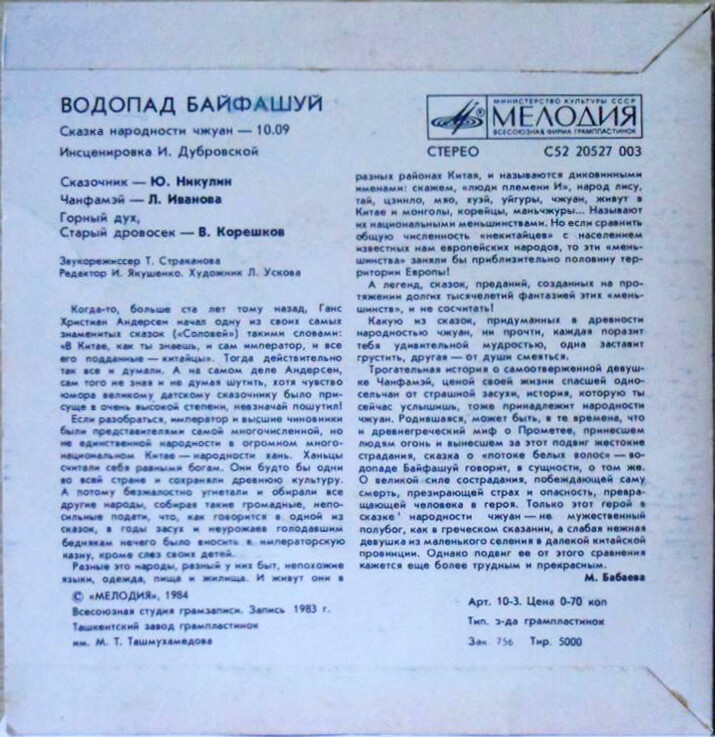 ВОДОПАД БАЙФАШУЙ
Сказка народности чжуан — 10.09
Инсценировка И. Дубровской
Сказочник — Ю. Никулин
Чанфамэй — Л. Иванова
Горный дух,
Старый дровосек — В. Корешков
Звукорежиссер Т. Страканова
Редактор И. Якушенко. Художник Л. Ускова
МИНИСТЕРСТВО КУЛЬТУРЫ СССР
МЕЛОДИЯ
ВСЕСОЮЗНАЯ ФИРМА ГРАМПЛАСТИНОК
СТЕРЕО С52 20527 003
Когда-то, больше ста лет тому назад, Ганс
Христиан Андерсен начал одну из своих самых
знаменитых сказок («Соловей») такими словами:
«В Китае, как ты знаешь, и сам император, и все
его подданные — китайцы». Тогда действительно
так все и думали. А на самом деле Андерсен,
сам того не зная и не думая шутить, хотя чувство
юмора великому датскому сказочнику было при-
суще в очень высокой степени, невзначай пошутил!
Если разобраться, император и высшие чиновники
были представителями самой многочисленной, но
не единственной народности в огромном много-
национальном Китае — народности хань. Ханьцы
считали себя равными богам. Они будто бы одни
во всей стране и сохраняли древнюю культуру.
А потому безжалостно угнетали и обирали все
другие народы, собирая такие громадные, непо-
сильные подати, что, как говорится в одной из
сказок, в годы засух и неурожаев голодавшим
беднякам нечего было вносить в императорскую
казну, кроме слез своих детей.
Разные это народы, разный у них быт, непохожие
языки, одежда, пища и жилища. И живут они в
разных районах Китая, и называются диковинными
именами: скажем, «люди племени И», народ лису,
тай, цзинло, мяо, хуэй, уйгуры, чжуан, живут в
Китае и монголы, корейцы, маньчжуры... Называют
их национальными меньшинствами. Но если сравнить
общую численность «некитайцев» с населением
известных нам европейских народов, то эти «мень-
шинства» заняли бы приблизительно половину тер-
ритории Европы!
А легенд, сказок, преданий, созданных на про-
тяжении долгих тысячелетий фантазией этих «мень-
шинств», и не сосчитать!
Какую из сказок, придуманных в древности
народностью чжуан, ни прочти, каждая поразит
тебя удивительной мудростью, одна заставит
грустить, другая — от души смеяться.
Трогательная история о самоотверженной девуш-
ке Чанфамэй, ценой своей жизни спасшей одно-
сельчан от страшной засухи, история, которую ты
сейчас услышишь, тоже принадлежит народности
чжуан. Родившаяся, может быть, в те времена, что
и древнегреческий миф о Прометее, принесшем
людям огонь и вынесшем за этот подвиг жестокие
страдания, сказка о «потоке белых волос» — во-
допаде Байфашуй говорит, в сущности, о том же.
О великой силе сострадания, побеждающей саму
смерть, презирающей страх и опасность, превра-
щающей человека в героя. Только этот герой в
сказке народности чжуан — не мужественный
полубог, как в греческом сказании, а слабая нежная
девушка из маленького селения в далекой китайской
провинции. Однако подвиг ее от этого сравнения
кажется еще более трудным и прекрасным.
М. Бабаева
© «МЕЛОДИЯ», 1984
Всесоюзная студия грамзаписи. Запись 1983 г.
Ташкентский завод грампластинок
им. М. Т. Ташмухамедова
Арт. 10-3. Цена 0-70 коп
Тип. з-да грампластинок
Зак. 756 Тир. 5000